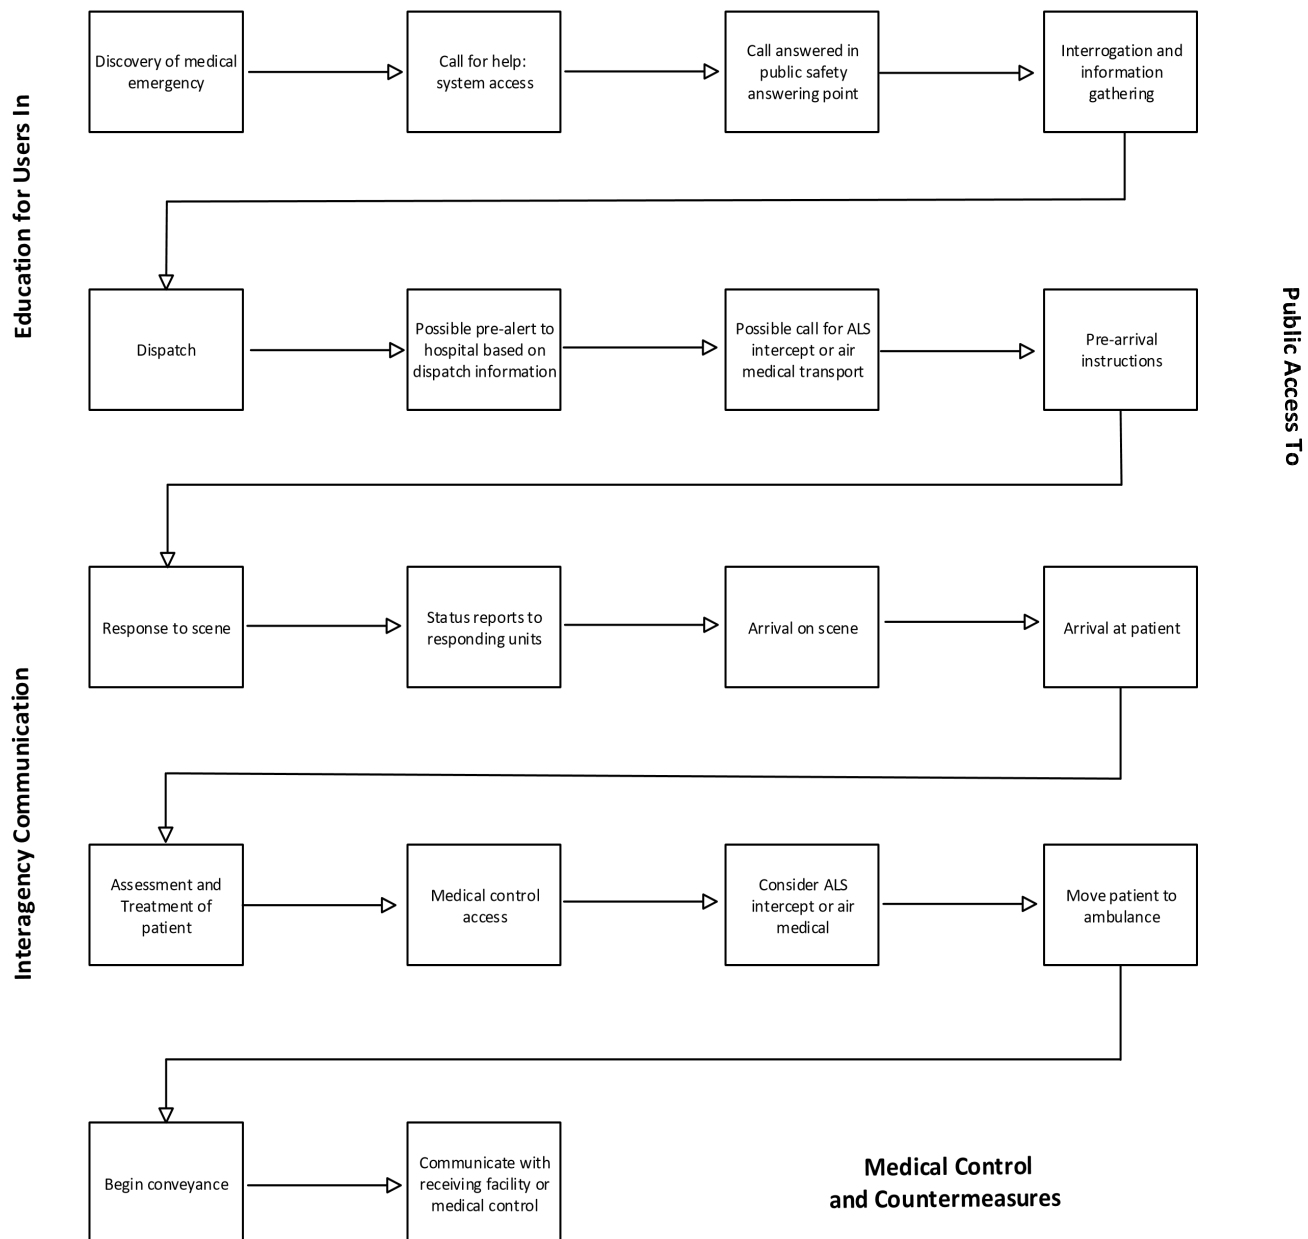 Discovery of medical
emergency
Call for help:
system access
Call answered in
public safety
answering point
Interrogation and
information
gathering
Education for Users In
Dispatch
Possible pre-alert to
hospital based on
dispatch information
Possible call for ALS
intercept or air
medical transport
Pre-arrival
instructions
Public Access To
Response to scene
Status reports to
responding units
Arrival on scene
Arrival at patient
Interagency Communication
Assessment and
Treatment of
patient
Medical control
access
Consider ALS
intercept or air
medical
Move patient to
ambulance
Begin conveyance
Communicate with
receiving facility or
medical control
Medical Control
and Countermeasures